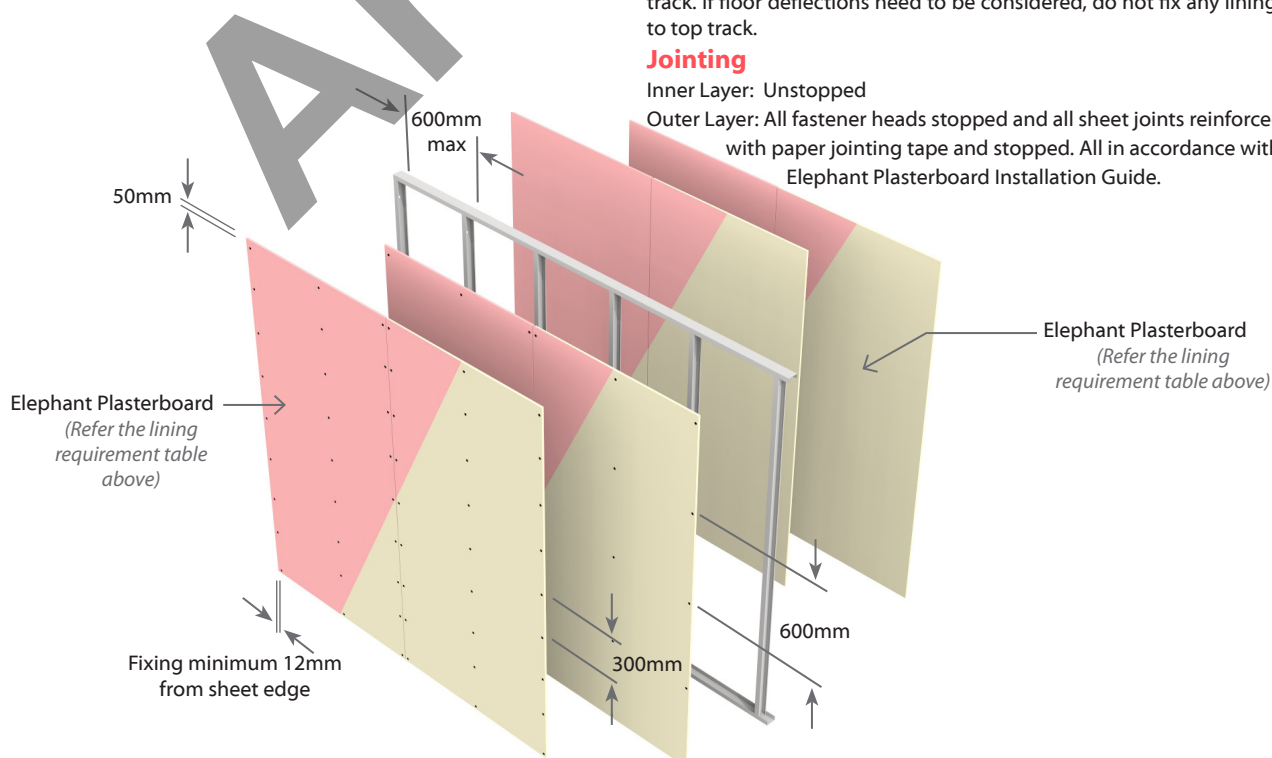 track. If floor deflections need to be considered, do not fix any lining
to top track.
Jointing
Inner Layer: Unstopped
Outer Layer: All fastener heads stopped and all sheet joints reinforce
with paper jointing tape and stopped. All in accordance with
Elephant Plasterboard Installation Guide.
600mm
max
50mm
Elephant Plasterboard
(Refer the lining
requirement table above)
Elephant Plasterboard
(Refer the lining
requirement table
above)
600mm
300mm
Fixing minimum 12mm
from sheet edge